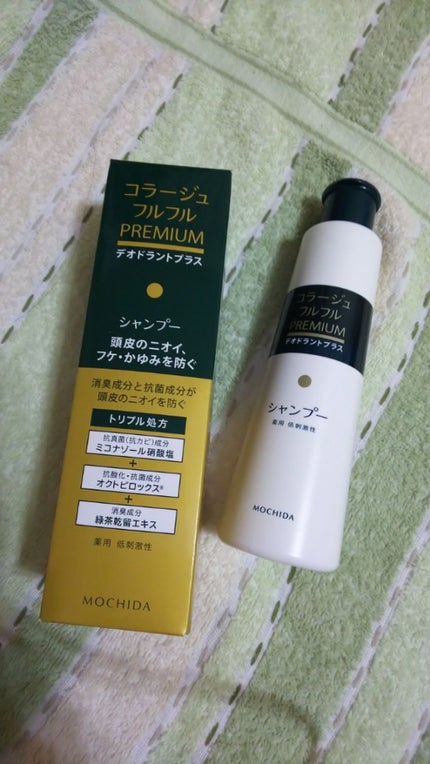 コラージュ
フルフル
PREMIUM
デオドラントプラス
シャンプー
頭皮のニオイ、
フケ・かゆみを防ぐ
消臭成分と抗菌成分が
頭皮のニオイを防ぐ
トリプル処方
抗真菌(抗カビ)成分
ミコナゾール硝酸塩
+
抗酸化・抗菌成分
オクトピロックス®
+
消臭成分
緑茶乾留エキス
薬用 低刺激性
MOCHIDA
コラージュ
フルフル
PREMIUM
デオドラントプラス
シャンプー
薬用 低刺激性
MOCHIDA